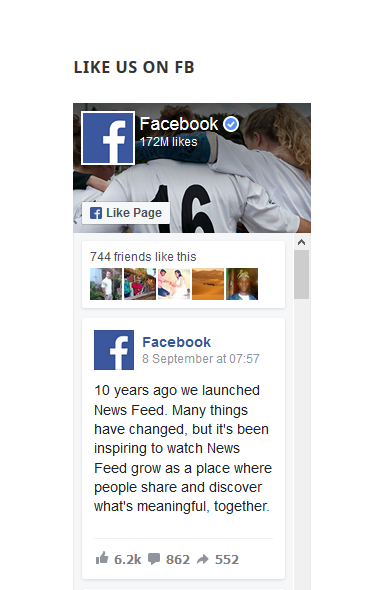 LIKE US ON FB
Facebook
172M likes
16
Like Page
744 friends like this
Facebook
8 September at 07:57
10 years ago we launched
News Feed. Many things
have changed, but it's been
inspiring to watch News
Feed grow as a place where
people share and discover
what's meaningful, together.
6.2k 862 552